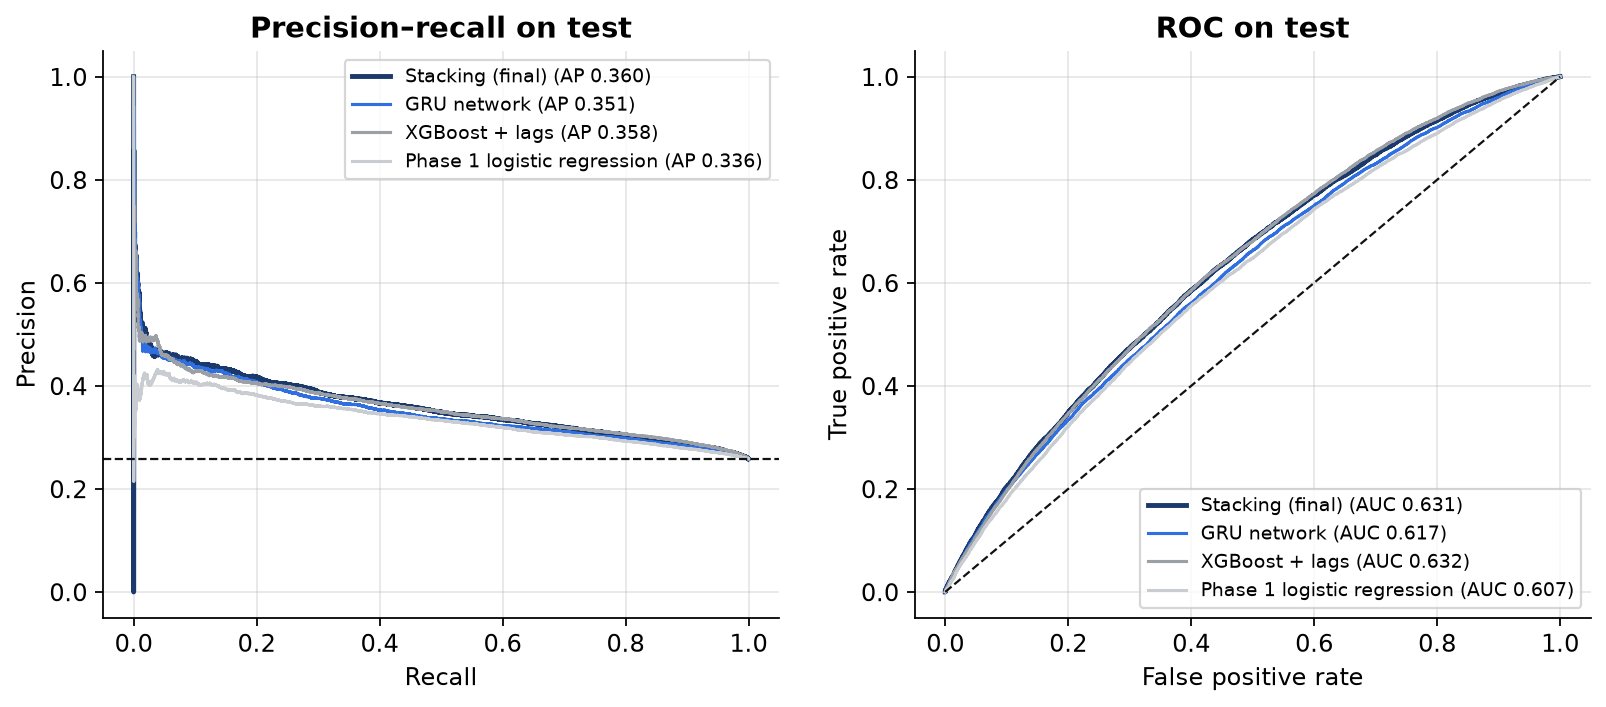 Precision–recall on test
1.0
0.8
0.6
0.4
0.2
0.0
Precision
Stacking (final) (AP 0.360)
GRU network (AP 0.351)
XGBoost + lags (AP 0.358)
Phase 1 logistic regression (AP 0.336)
0.0 0.2 0.4 0.6 0.8 1.0
Recall
ROC on test
1.0
0.8
0.6
0.4
0.2
0.0
True positive rate
Stacking (final) (AUC 0.631)
GRU network (AUC 0.617)
XGBoost + lags (AUC 0.632)
Phase 1 logistic regression (AUC 0.607)
0.0 0.2 0.4 0.6 0.8 1.0
False positive rate